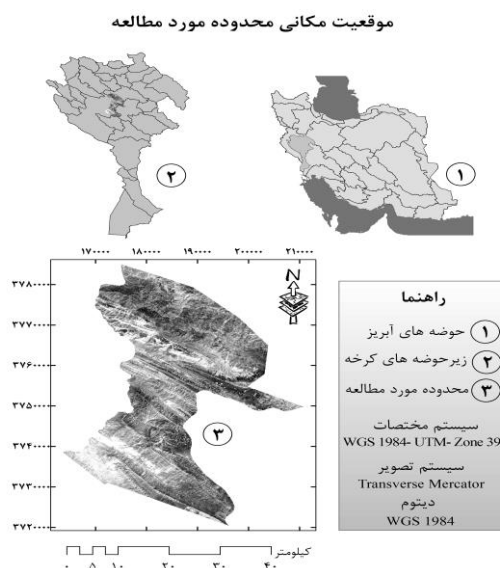 موقعیت مکانی محدوده مورد مطالعه
۲
۱
۱۷۰۰۰۰ ۱۸۰۰۰۰ ۱۹۰۰۰۰ ۲۰۰۰۰۰ ۲۱۰۰۰۰
۳۷۸۰۰۰۰
۳۷۷۰۰۰۰
۳۷۶۰۰۰۰
۳۷۵۰۰۰۰
۳۷۴۰۰۰۰
۳۷۳۰۰۰۰
۳۷۲۰۰۰۰
N
۳
راهنما
۱ حوضه های آبریز
۲ زیرحوضه های کرخه
۳ محدوده مورد مطالعه
سیستم مختصات
WGS 1984- UTM- Zone 39
سیستم تصویر
Transverse Mercator
دیتوم
WGS 1984
کیلومتر
۰ ۵ ۱۰ ۲۰ ۳۰ ۴۰